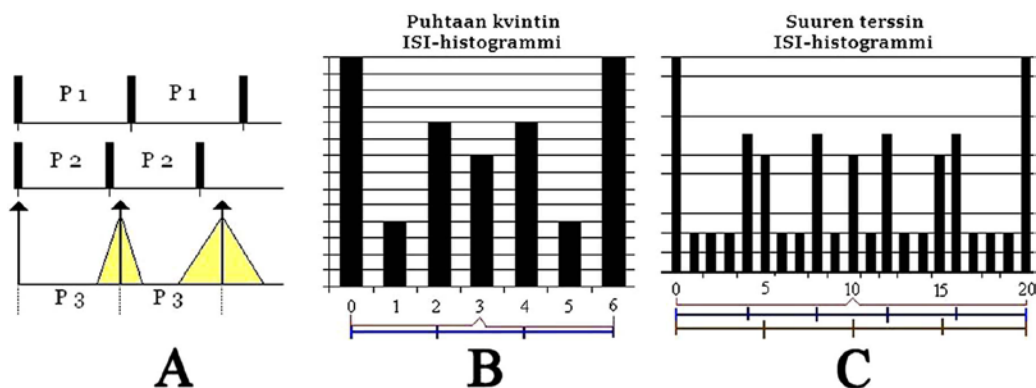 P 1 P 1
P 2 P 2
P 3 P 3
A
Puhtaan kvintin
ISI-histogrammi
0 1 2 3 4 5 6
B
Suuren terssin
ISI-histogrammi
0 5 10 15 20
C